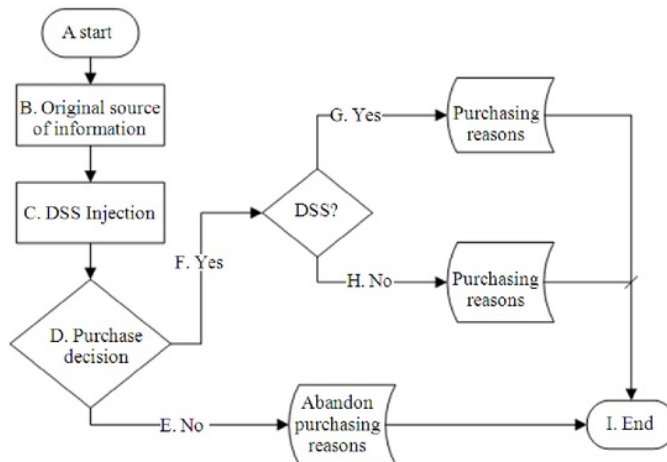 A start
B. Original source
of information
C. DSS Injection
D. Purchase
decision
E. No
Abandon
purchasing
reasons
F. Yes
DSS?
G. Yes
Purchasing
reasons
H. No
Purchasing
reasons
I. End